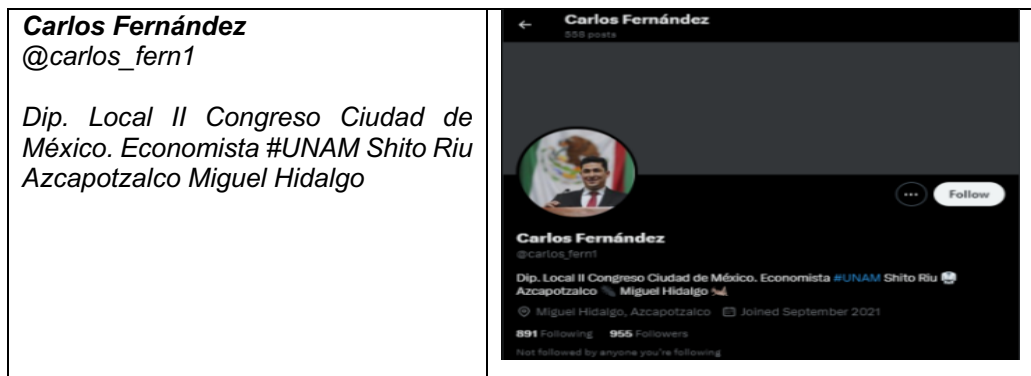 Carlos Fernández
@carlos_fern1
Dip. Local II Congreso Ciudad de
México. Economista #UNAM Shito Riu
Azcapotzalco Miguel Hidalgo
Carlos Fernández
558 posts
Follow
Carlos Fernández
@carlos_fern1
Dip. Local II Congreso Ciudad de México. Economista #UNAM Shito Riu
Azcapotzalco Miguel Hidalgo
Miguel Hidalgo, Azcapotzalco Joined September 2021
891 Following 955 Followers
Not followed by anyone you're following